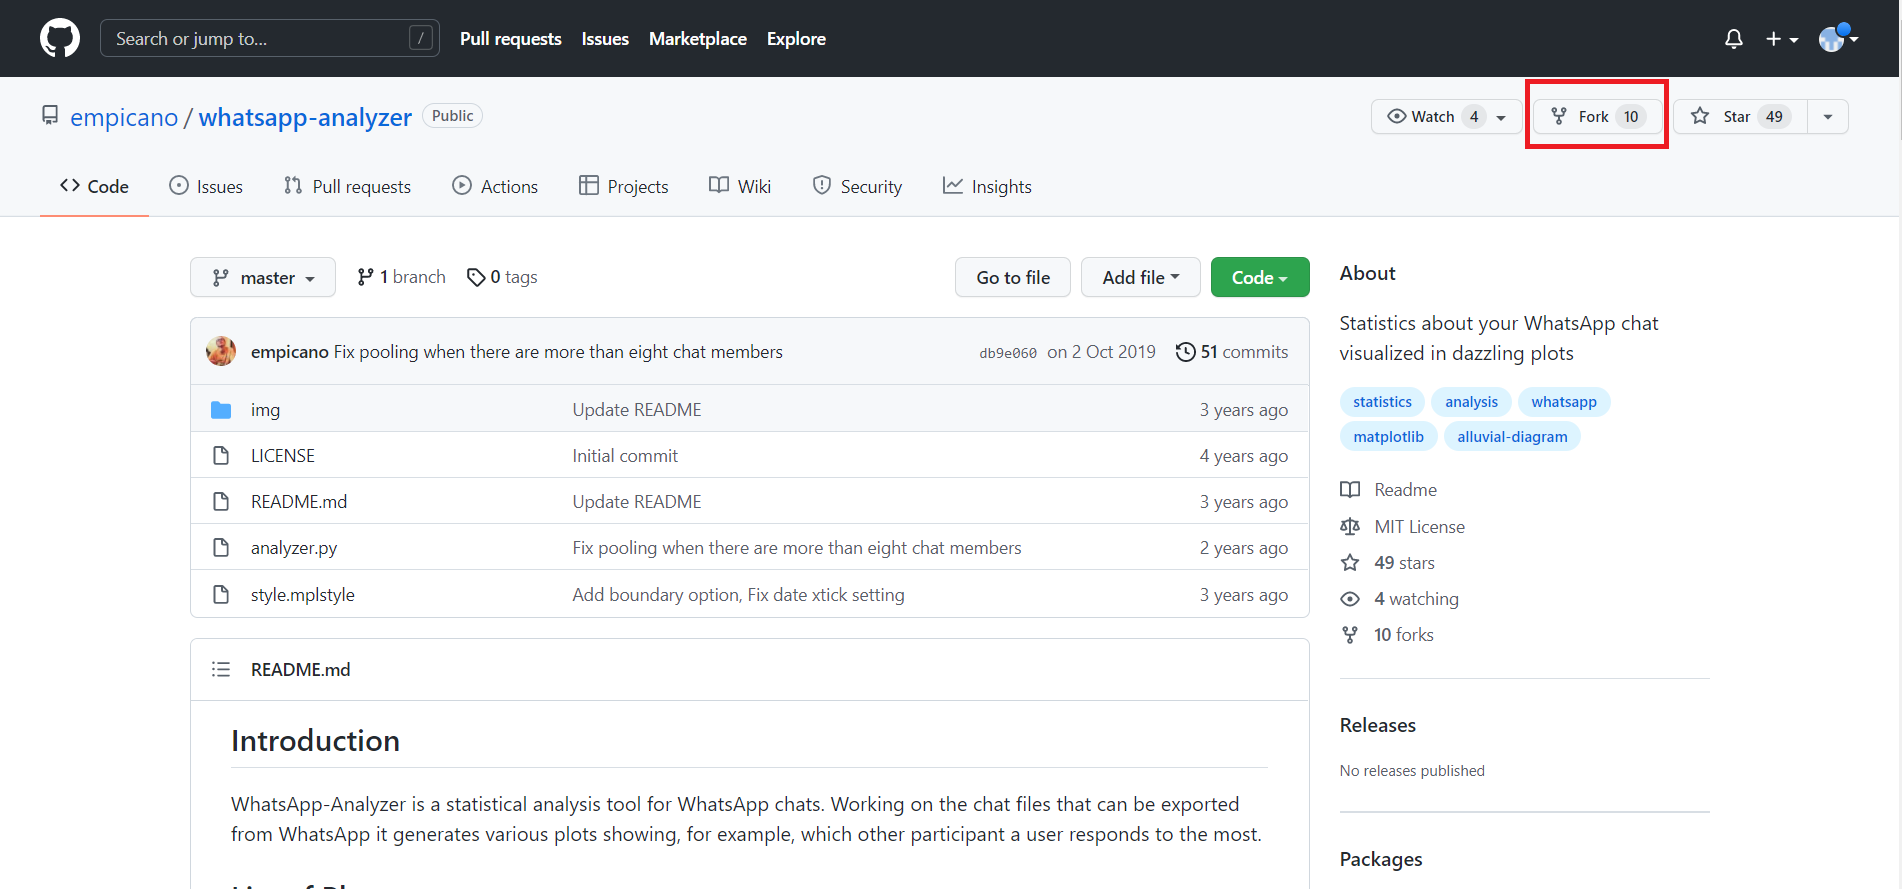 Search or jump to... /
Pull requests Issues Marketplace Explore
empicano / whatsapp-analyzer Public
Watch 4 Fork 10 Star 49
Code Issues Pull requests Actions Projects Wiki Security Insights
master 1 branch 0 tags Go to file Add file Code
empicano Fix pooling when there are more than eight chat members db9e060 on 2 Oct 2019 51 commits
img Update README 3 years ago
LICENSE Initial commit 4 years ago
README.md Update README 3 years ago
analyzer.py Fix pooling when there are more than eight chat members 2 years ago
style.mplstyle Add boundary option, Fix date xtick setting 3 years ago
README.md
Introduction
WhatsApp-Analyzer is a statistical analysis tool for WhatsApp chats. Working on the chat files that can be exported
from WhatsApp it generates various plots showing, for example, which other participant a user responds to the most.
About
Statistics about your WhatsApp chat
visualized in dazzling plots
statistics analysis whatsapp
matplotlib alluvial-diagram
Readme
MIT License
49 stars
4 watching
10 forks
Releases
No releases published
Packages